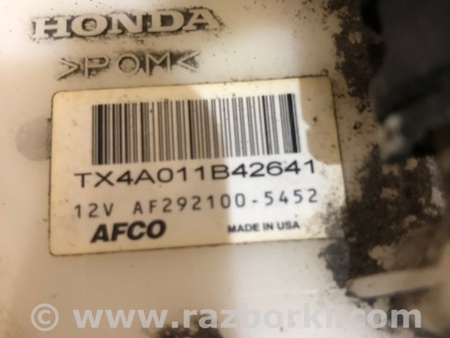 HONDA
>POM<
TX4A011B42641
12V AF292100-5452
AFCO MADE IN USA
© www.razborki.com